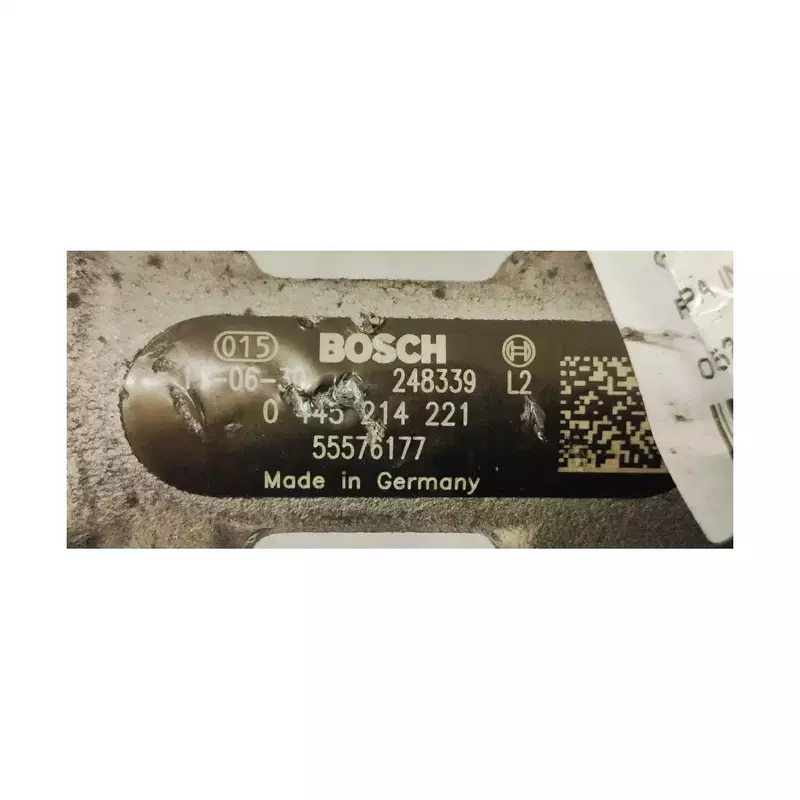 015 BOSCH
248339 L2
0 445 214 221
55576177
Made in Germany